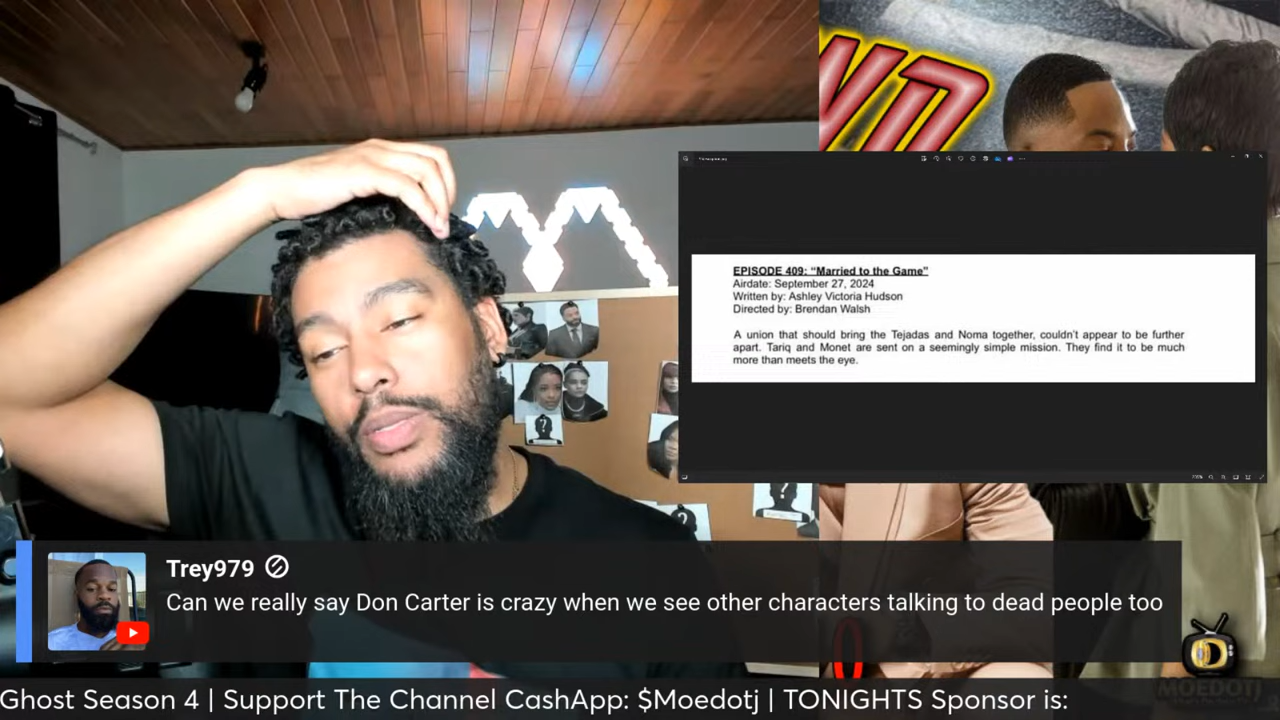 EPISODE 409: “Married to the Game”
Airdate: September 27, 2024
Written by: Ashley Victoria Hudson
Directed by: Brendan Walsh
A union that should bring the Tejadas and Noma together, couldn’t appear to be further
apart. Tariq and Monet are sent on a seemingly simple mission. They find it to be much
more than meets the eye.
?
?
?
Trey979
Can we really say Don Carter is crazy when we see other characters talking to dead people too
MOEDOTJ
Ghost Season 4 | Support The Channel CashApp: $Moedotj | TONIGHTS Sponsor is: